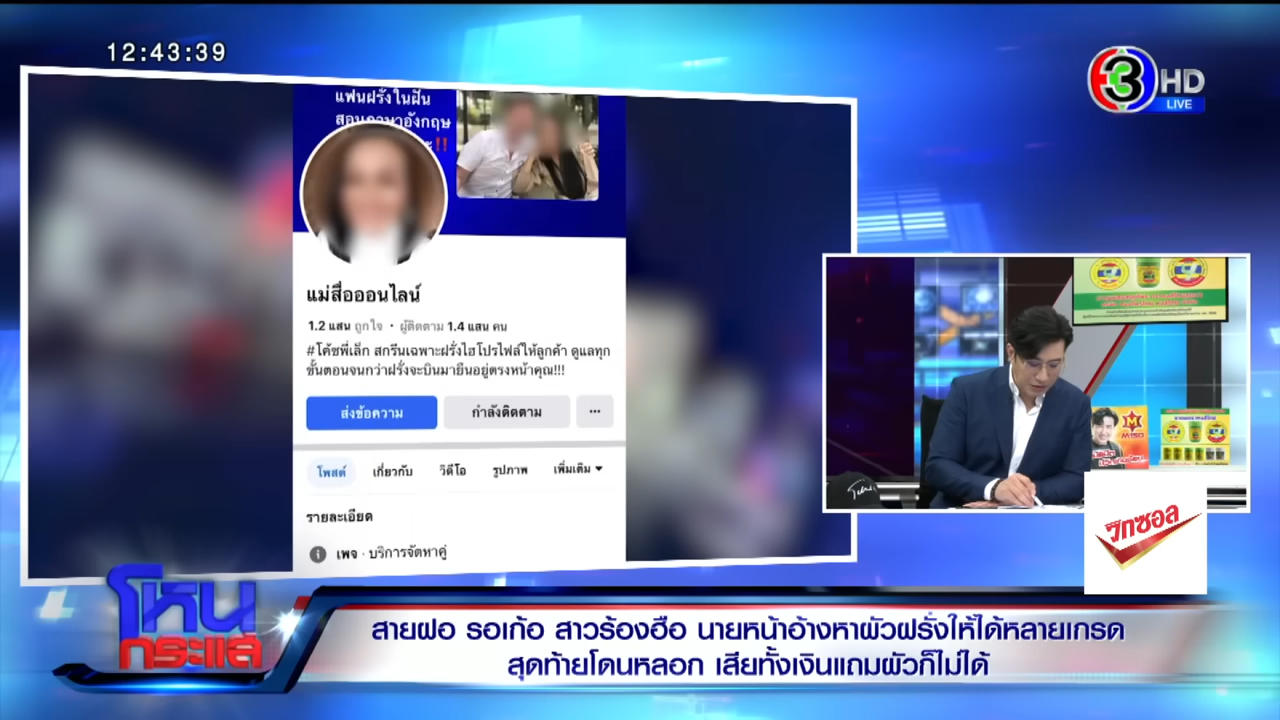 12:43:39
3 HD
LIVE
แฟนฝรั่งในฝัน
สอนภาษาอังกฤษ
แม่สื่อออนไลน์
1.2 แสน ถูกใจ · ผู้ติดตาม 1.4 แสน คน
#โค้ชพี่เล็ก สกรีนเฉพาะฝรั่งไฮโปรไฟล์ให้ลูกค้า ดูแลทุก
ขั้นตอนจนกว่าฝรั่งจะบินมายืนอยู่ตรงหน้าคุณ!!!
ส่งข้อความ
กำลังติดตาม
...
โพสต์ เกี่ยวกับ วิดีโอ รูปภาพ เพิ่มเติม
รายละเอียด
เพจ · บริการจัดหาคู่
M-150
วิกซอล
โหนกระแส
สายฝอ รอเก้อ สาวร้องฮือ นายหน้าอ้างหาผัวฝรั่งให้ได้หลายเกรด
สุดท้ายโดนหลอก เสียทั้งเงินแถมผัวก็ไม่ได้